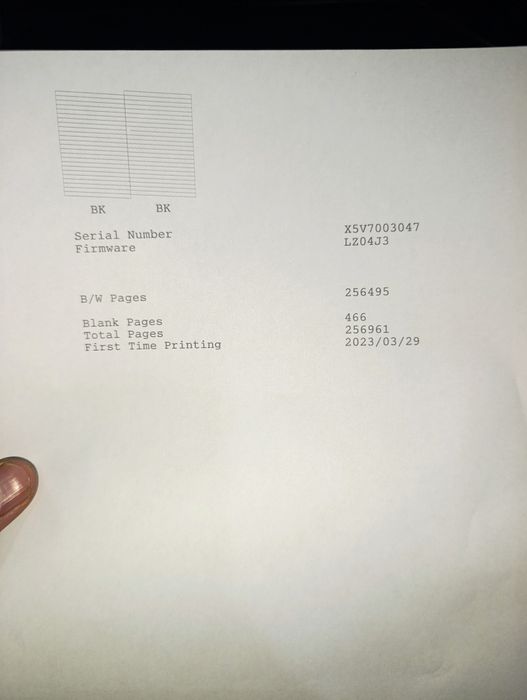 BK BK
Serial Number X5V7003047
Firmware LZ04J3
B/W Pages 256495
Blank Pages 466
Total Pages 256961
First Time Printing 2023/03/29